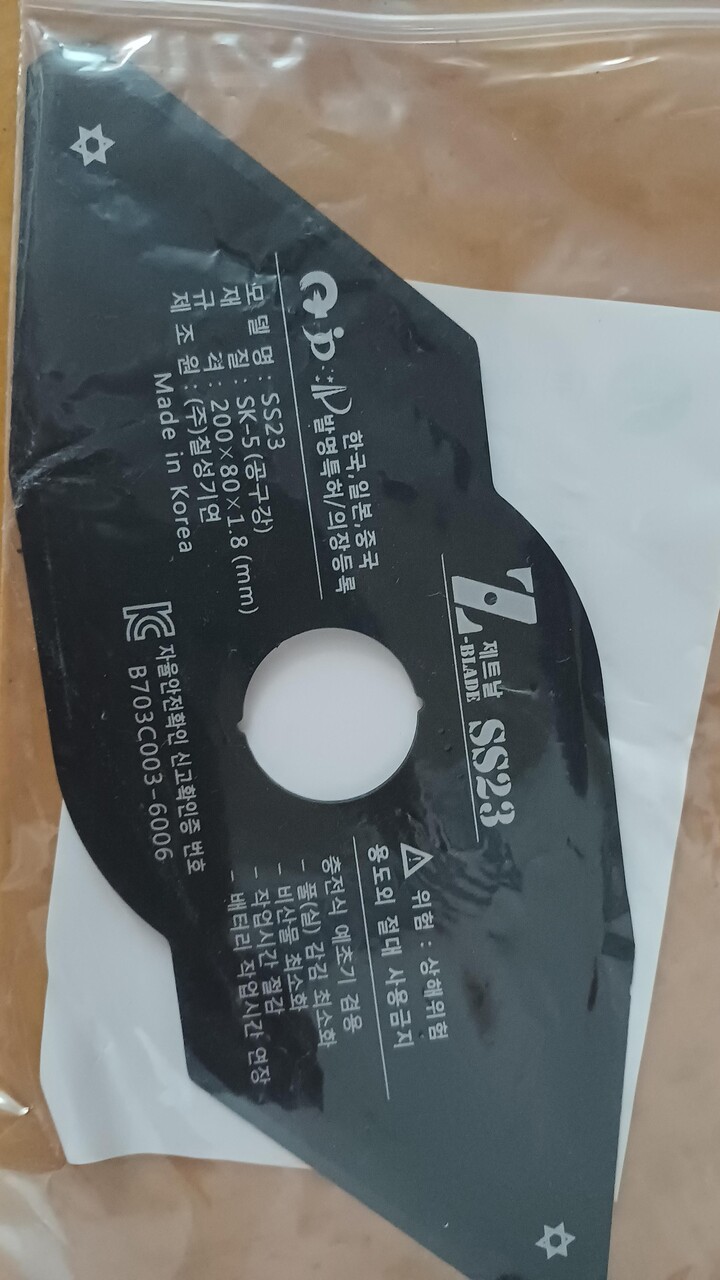 한국,일본,중국
발명특허/의장등록
모 델 명 : SS23
재 질 : SK-5(공구강)
규 격 : 200×80×1.8(mm)
제 조 원 : (주)칠성기연
Made in Korea
Z
제트날
-BLADE
SS23
자율안전확인 신고확인증 번호
B703C003-6006
위험 : 상해위험
용도외 절대 사용금지
충전식 예초기 겸용
- 풀(실) 감김 최소화
- 비산물 최소화
- 작업시간 절감
- 배터리 작업시간 연장